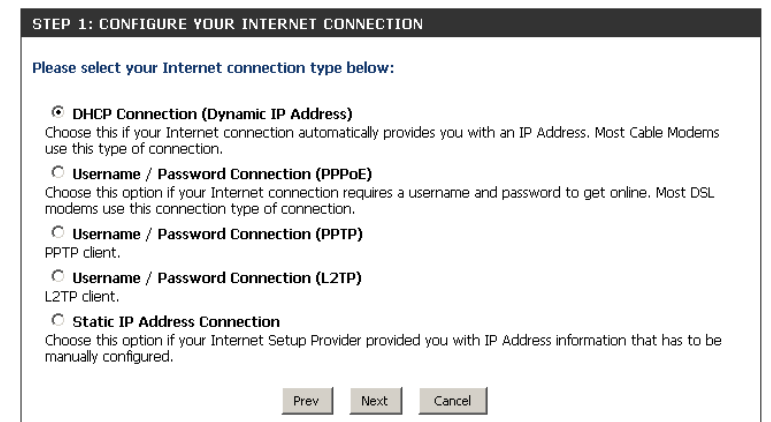 STEP 1: CONFIGURE YOUR INTERNET CONNECTION
Please select your Internet connection type below:
DHCP Connection (Dynamic IP Address)
Choose this if your Internet connection automatically provides you with an IP Address. Most Cable Modems
use this type of connection.
Username / Password Connection (PPPoE)
Choose this option if your Internet connection requires a username and password to get online. Most DSL
modems use this connection type of connection.
Username / Password Connection (PPTP)
PPTP client.
Username / Password Connection (L2TP)
L2TP client.
Static IP Address Connection
Choose this option if your Internet Setup Provider provided you with IP Address information that has to be
manually configured.
Prev Next Cancel